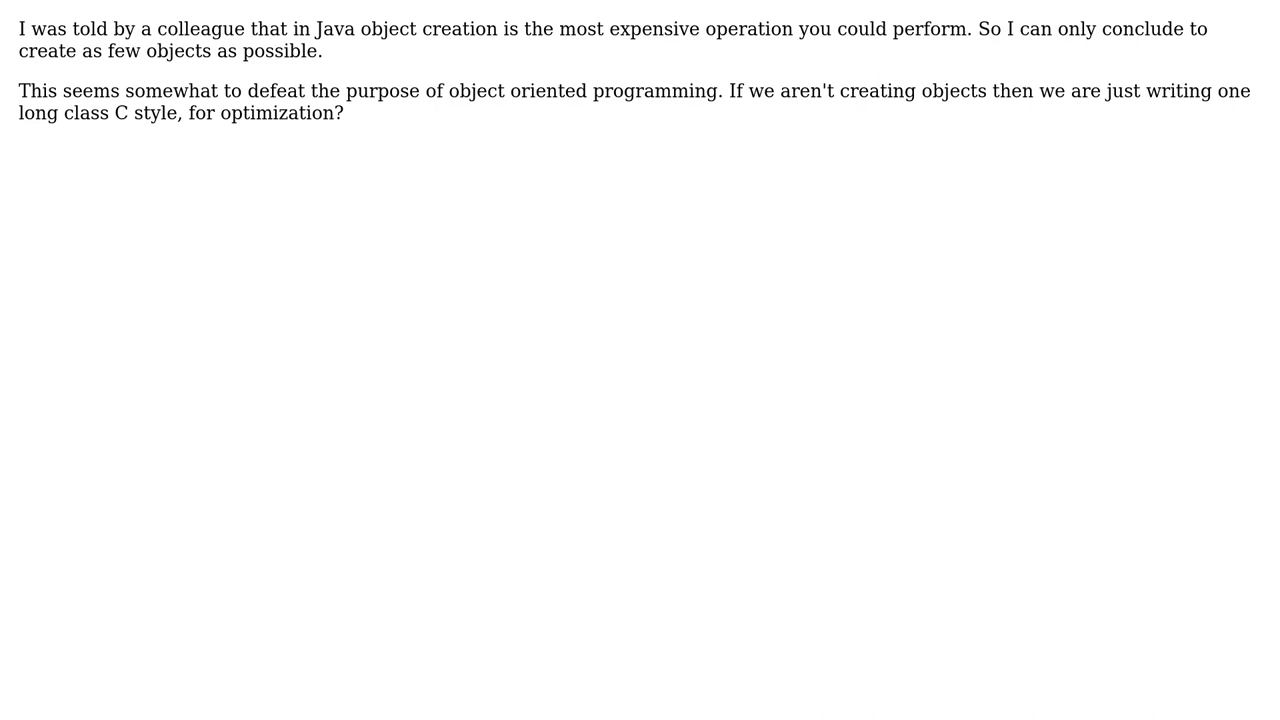 I was told by a colleague that in Java object creation is the most expensive operation you could perform. So I can only conclude to
create as few objects as possible.
This seems somewhat to defeat the purpose of object oriented programming. If we aren't creating objects then we are just writing one
long class C style, for optimization?